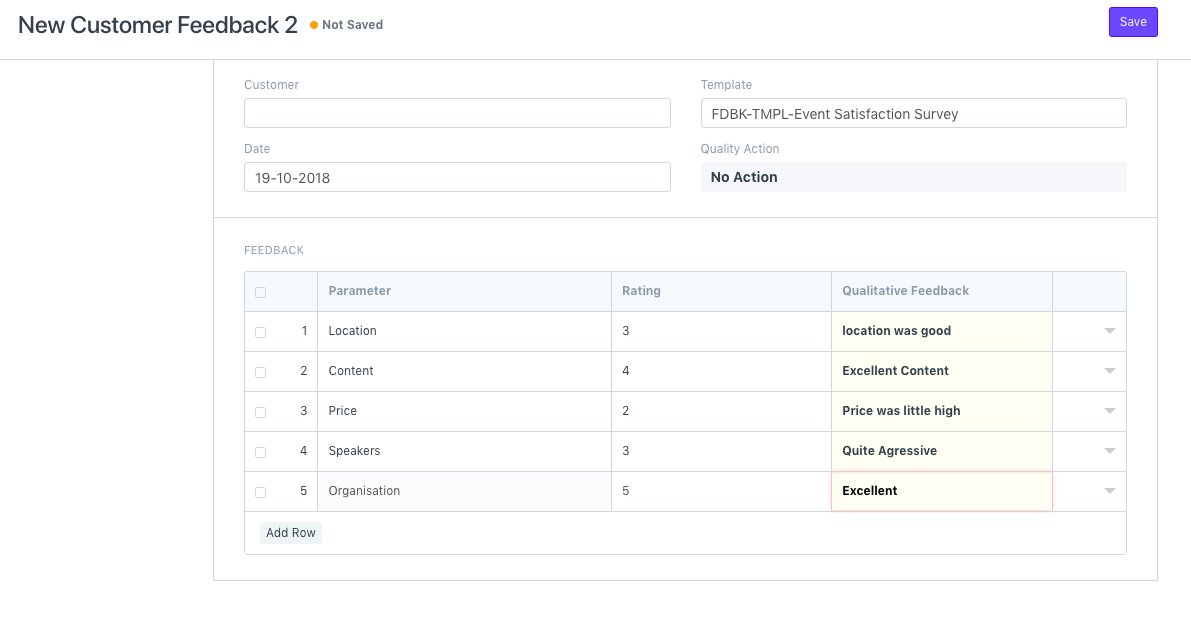 New Customer Feedback 2 Not Saved Save
Customer Template
FDBK-TMPL-Event Satisfaction Survey
Date Quality Action
19-10-2018 No Action
FEEDBACK
Parameter Rating Qualitative Feedback
1 Location 3 location was good
2 Content 4 Excellent Content
3 Price 2 Price was little high
4 Speakers 3 Quite Agressive
5 Organisation 5 Excellent
Add Row